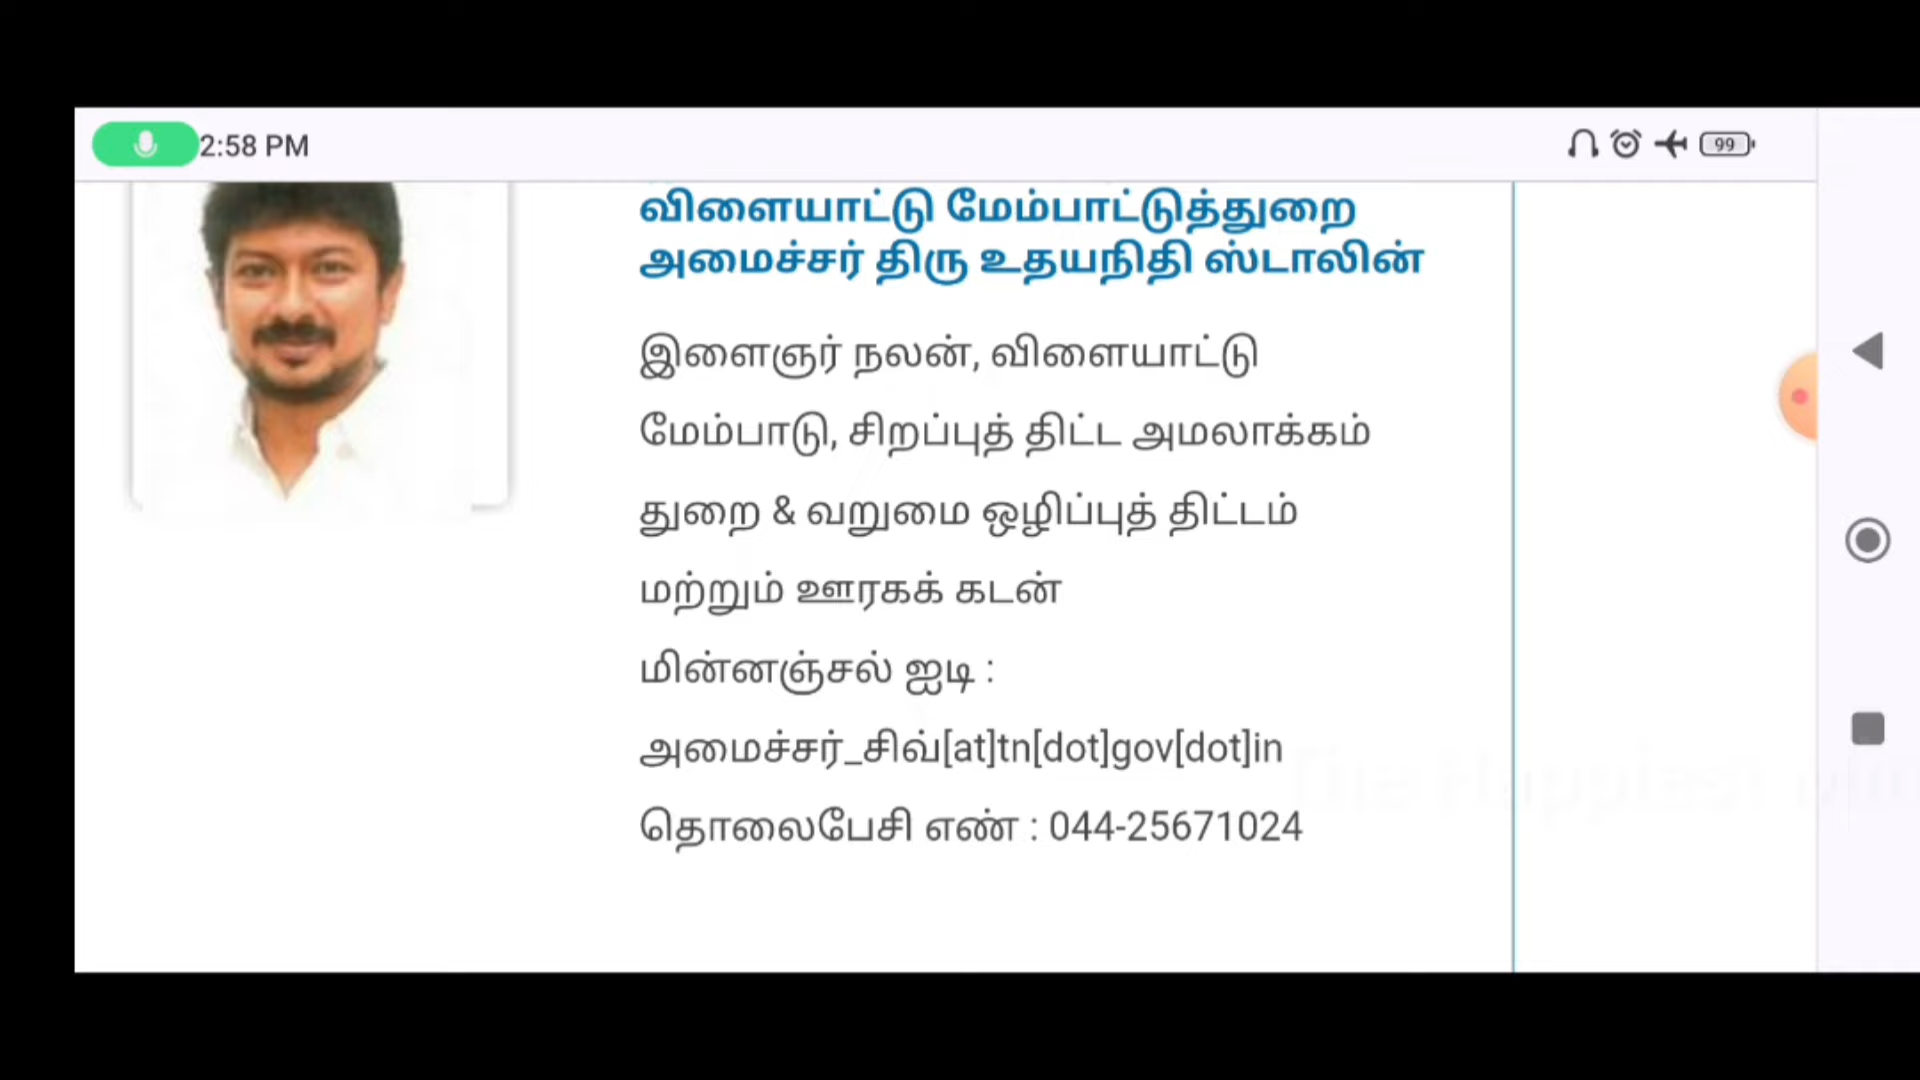 2:58 PM
99
விளையாட்டு மேம்பாட்டுத்துறை
அமைச்சர் திரு உதயநிதி ஸ்டாலின்
இளைஞர் நலன், விளையாட்டு
மேம்பாடு, சிறப்புத் திட்ட அமலாக்கம்
துறை & வறுமை ஒழிப்புத் திட்டம்
மற்றும் ஊரகக் கடன்
மின்னஞ்சல் ஐடி :
அமைச்சர்_சிவ்[at]tn[dot]gov[dot]in
தொலைபேசி எண் : 044-25671024